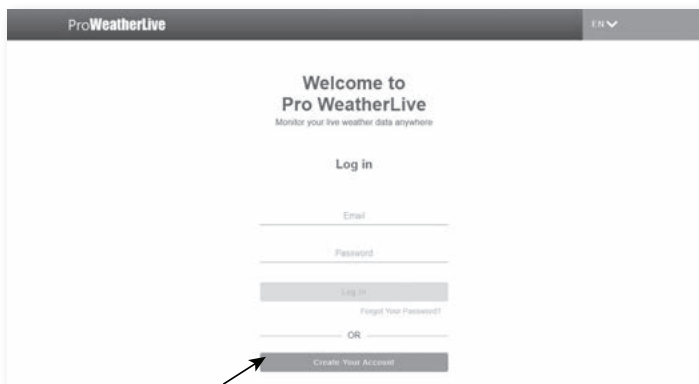 ProWeatherLive
EN
Welcome to
Pro WeatherLive
Monitor your live weather data anywhere
Log in
Email
Password
Log in
Forgot Your Password?
OR
Create Your Account